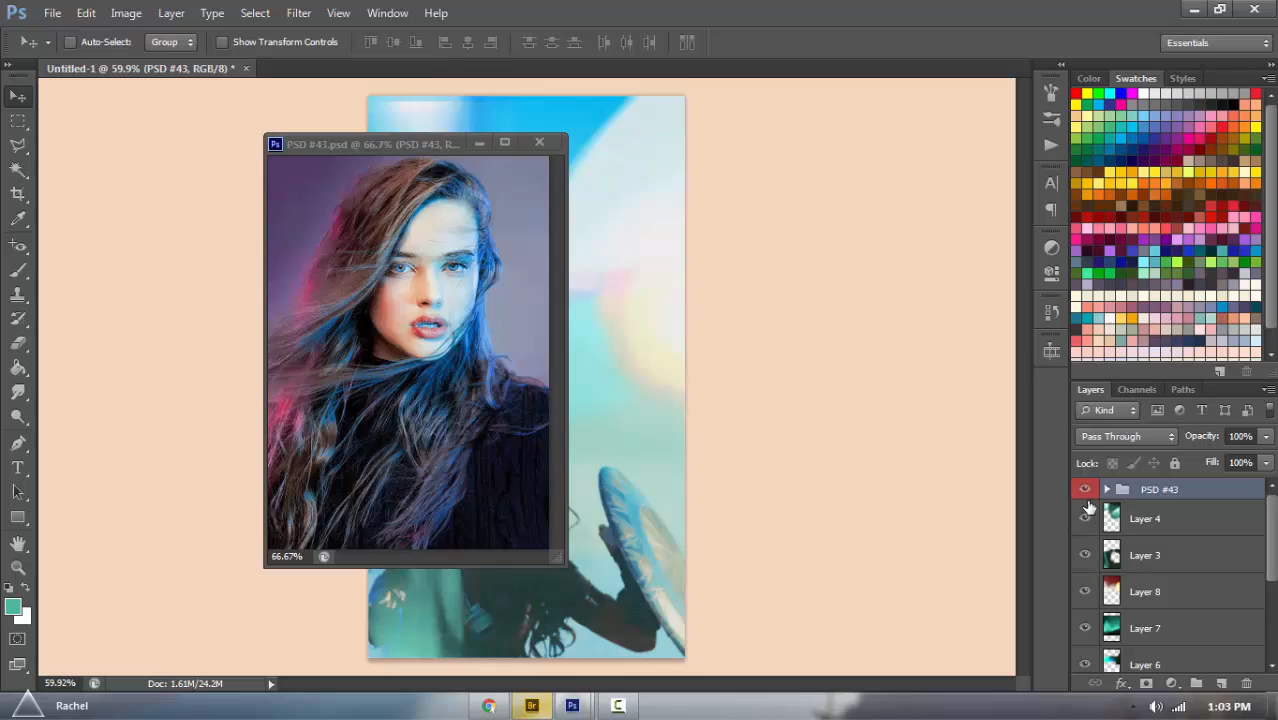 Ps File Edit Image Layer Type Select Filter View Window Help
Auto-Select: Group Show Transform Controls Essentials
Untitled-1 @ 59.9% (PSD #43, RGB/8) * ×
Color Swatches Styles
Ps PSD #43.psd @ 66.7% (PSD #43, R...
66.67%
Layers Channels Paths
Kind
Pass Through Opacity: 100%
Lock: Fill: 100%
PSD #43
Layer 4
Layer 3
Layer 8
Layer 7
Layer 6
59.92% Doc: 1.61M/24.2M
Rachel Br Ps 1:03 PM